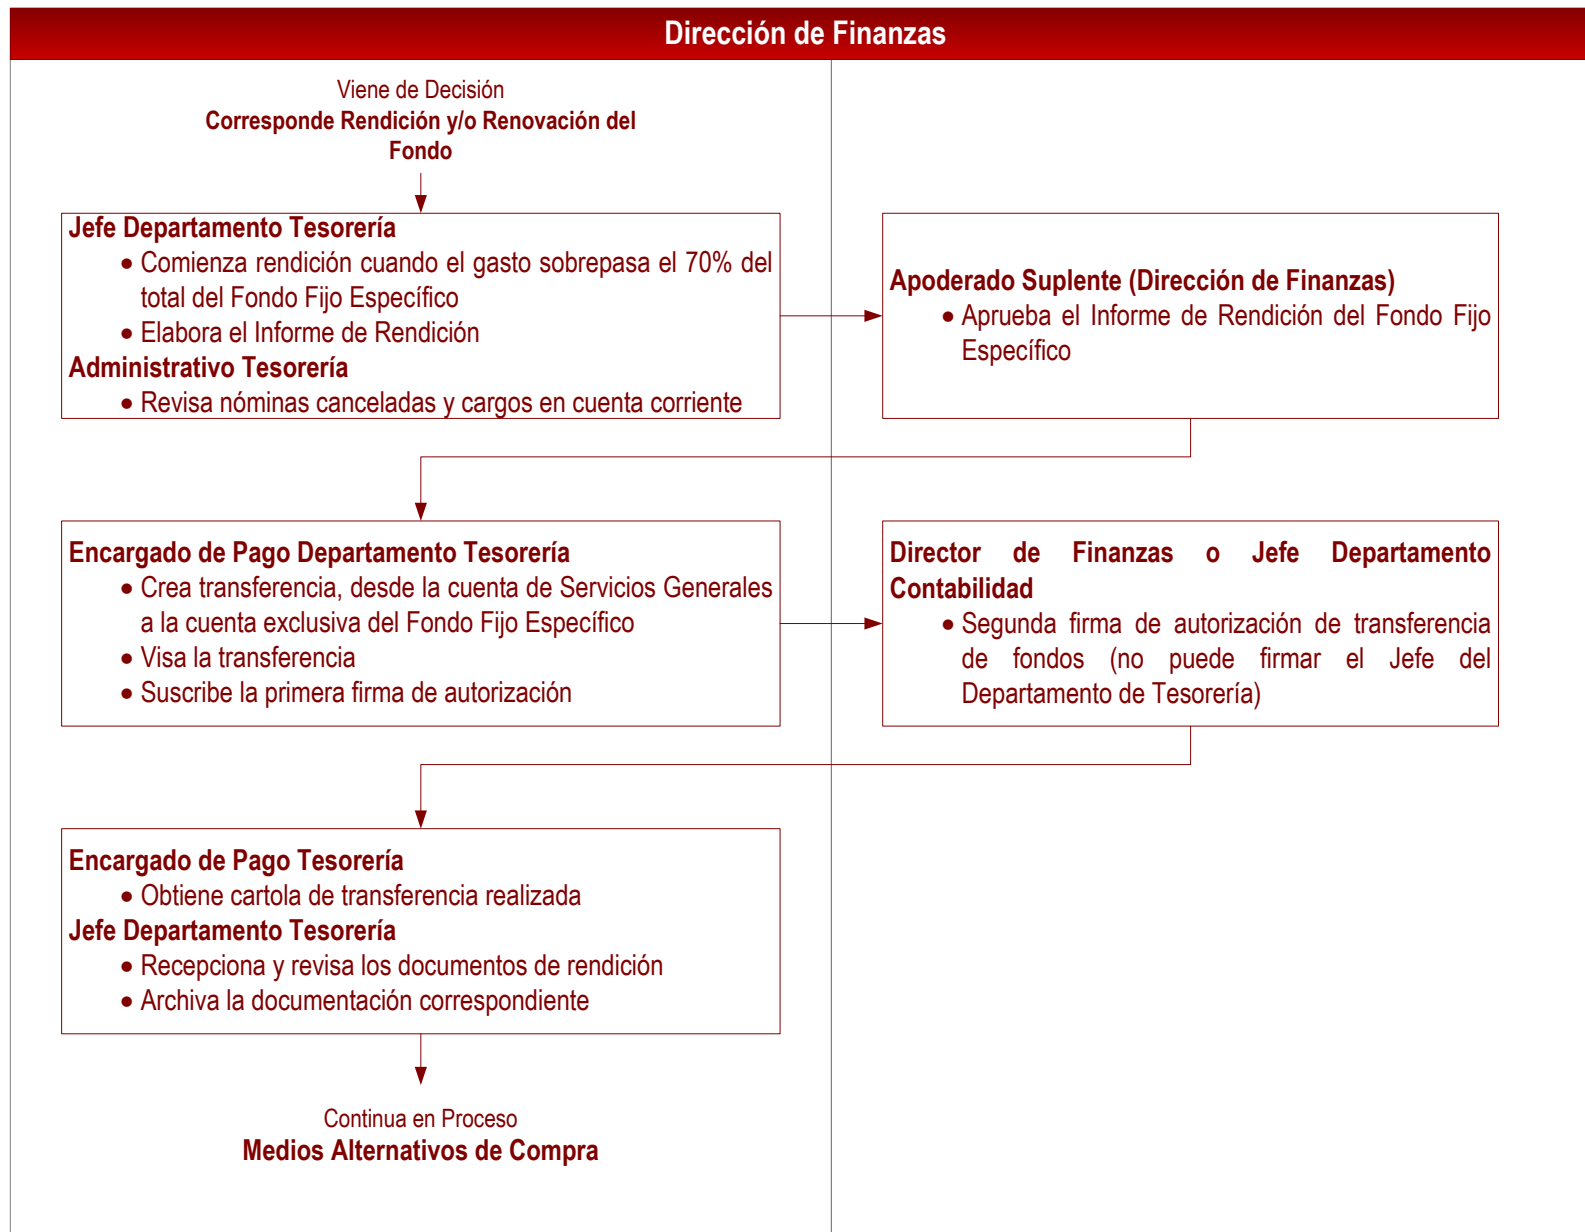 Dirección de Finanzas
Viene de Decisión
Corresponde Rendición y/o Renovación del
Fondo
Jefe Departamento Tesorería
• Comienza rendición cuando el gasto sobrepasa el 70% del
total del Fondo Fijo Específico
• Elabora el Informe de Rendición
Administrativo Tesorería
• Revisa nóminas canceladas y cargos en cuenta corriente
Apoderado Suplente (Dirección de Finanzas)
• Aprueba el Informe de Rendición del Fondo Fijo
Específico
Encargado de Pago Departamento Tesorería
• Crea transferencia, desde la cuenta de Servicios Generales
a la cuenta exclusiva del Fondo Fijo Específico
• Visa la transferencia
• Suscribe la primera firma de autorización
Director de Finanzas o Jefe Departamento
Contabilidad
• Segunda firma de autorización de transferencia
de fondos (no puede firmar el Jefe del
Departamento de Tesorería)
Encargado de Pago Tesorería
• Obtiene cartola de transferencia realizada
Jefe Departamento Tesorería
• Recepciona y revisa los documentos de rendición
• Archiva la documentación correspondiente
Continua en Proceso
Medios Alternativos de Compra